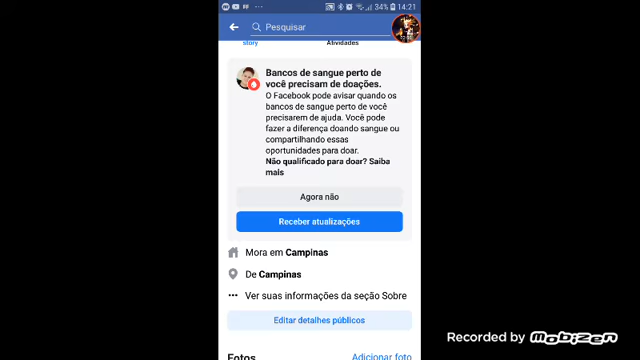 34% 14:21
Pesquisar
story Atividades
Bancos de sangue perto de
você precisam de doações.
O Facebook pode avisar quando os
bancos de sangue perto de você
precisarem de ajuda. Você pode
fazer a diferença doando sangue ou
compartilhando essas
oportunidades para doar.
Não qualificado para doar? Saiba
mais
Agora não
Receber atualizações
Mora em Campinas
De Campinas
Ver suas informações da seção Sobre
Editar detalhes públicos
Fotos Adicionar foto
Recorded by Mobizen